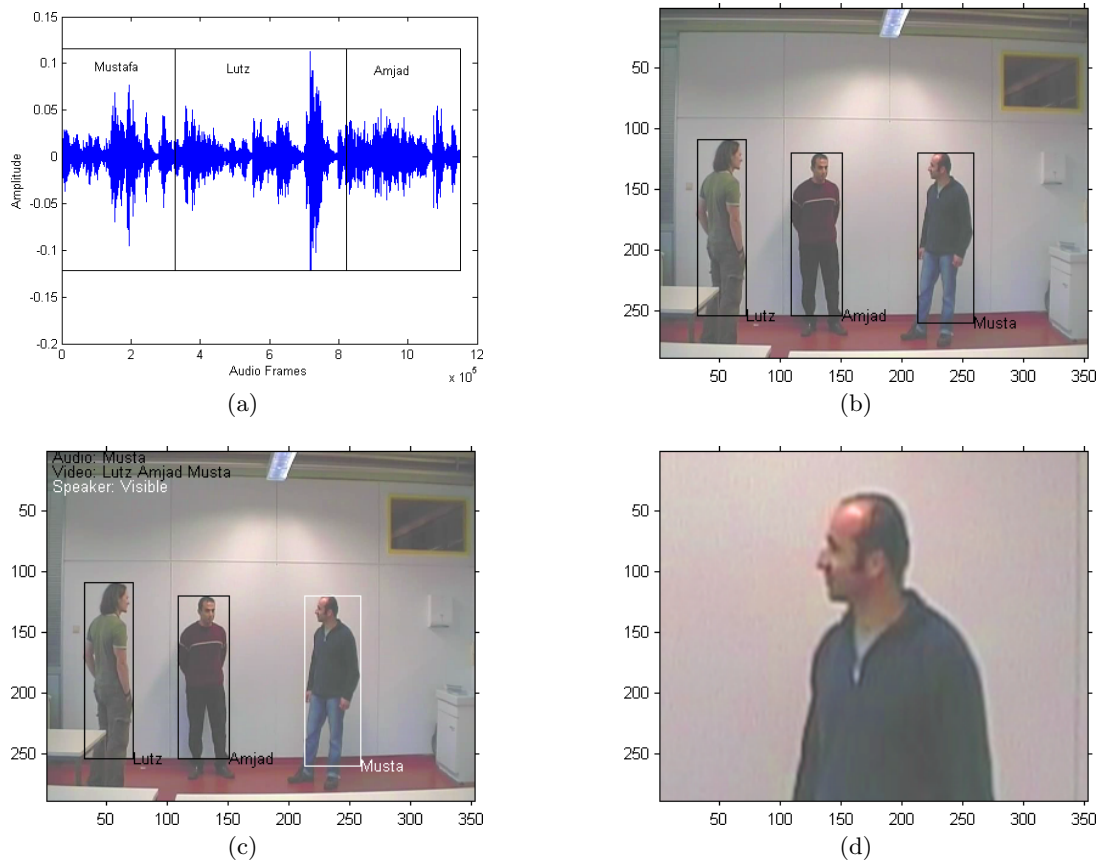 0.15
0.1
0.05
0
-0.05
-0.1
-0.15
-0.2
Amplitude
Mustafa Lutz Amjad
0 2 4 6 8 10 12
Audio Frames
x 10⁵
(a)
50
100
150
200
250
Lutz Amjad Musta
50 100 150 200 250 300 350
(b)
Audio: Musta
Video: Lutz Amjad Musta
Speaker: Visible
50
100
150
200
250
Lutz Amjad Musta
50 100 150 200 250 300 350
(c)
50
100
150
200
250
50 100 150 200 250 300 350
(d)